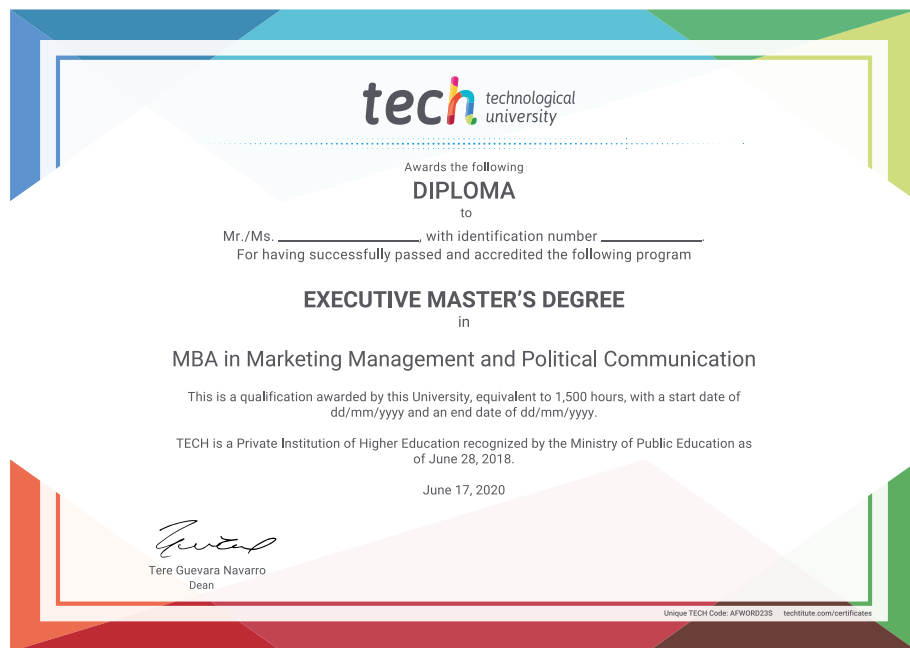 tech technological
university
Awards the following
DIPLOMA
to
Mr./Ms. ____________________, with identification number ______________.
For having successfully passed and accredited the following program
EXECUTIVE MASTER’S DEGREE
in
MBA in Marketing Management and Political Communication
This is a qualification awarded by this University, equivalent to 1,500 hours, with a start date of
dd/mm/yyyy and an end date of dd/mm/yyyy.
TECH is a Private Institution of Higher Education recognized by the Ministry of Public Education as
of June 28, 2018.
June 17, 2020
Tere Guevara Navarro
Dean
Unique TECH Code: AFWORD23S techtitute.com/certificates